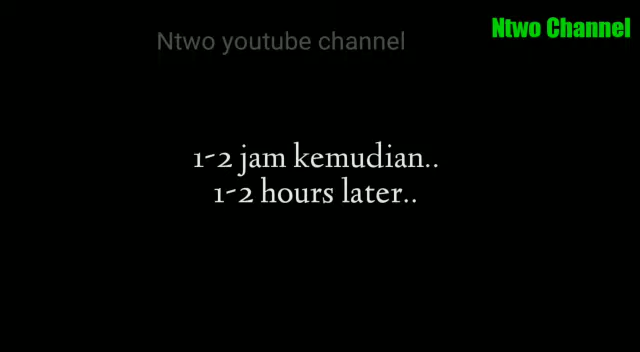 Ntwo Channel
Ntwo youtube channel
1-2 jam kemudian..
1-2 hours later..